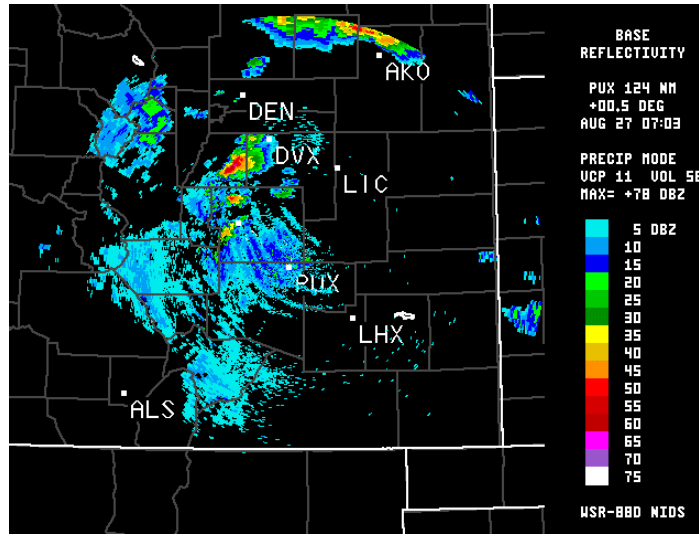 BASE
REFLECTIVITY
PUX 124 NM
+00.5 DEG
AUG 27 07:03
PRECIP MODE
VCP 11 VOL 56
MAX= +78 DBZ
5 DBZ
10
15
20
25
30
35
40
45
50
55
60
65
70
75
WSR-88D NIDS
AKO
DEN
DVX
LIC
PUX
LHX
ALS